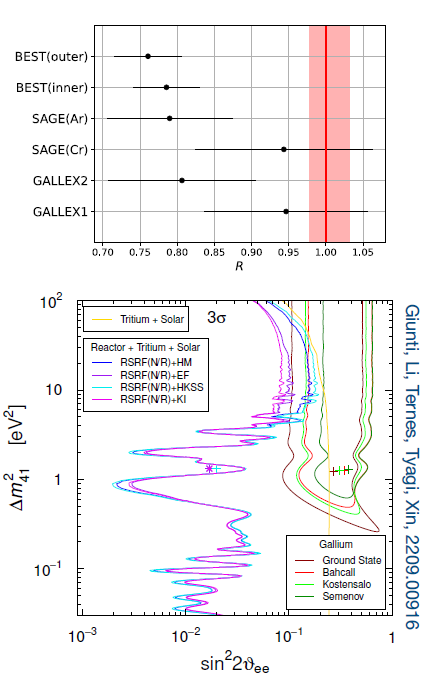 BEST(outer)
BEST(inner)
SAGE(Ar)
SAGE(Cr)
GALLEX2
GALLEX1
0.70 0.75 0.80 0.85 0.90 0.95 1.00 1.05
R
10²
10
1
10⁻¹
Δm²₄₁ [eV²]
Tritium + Solar
3σ
Reactor + Tritium + Solar
RSRF(N/R)+HM
RSRF(N/R)+EF
RSRF(N/R)+HKSS
RSRF(N/R)+KI
Gallium
Ground State
Bahcall
Kostensalo
Semenov
10⁻³ 10⁻² 10⁻¹ 1
sin²2ϑee
Giunti, Li, Ternes, Tyagi, Xin, 2209.00916